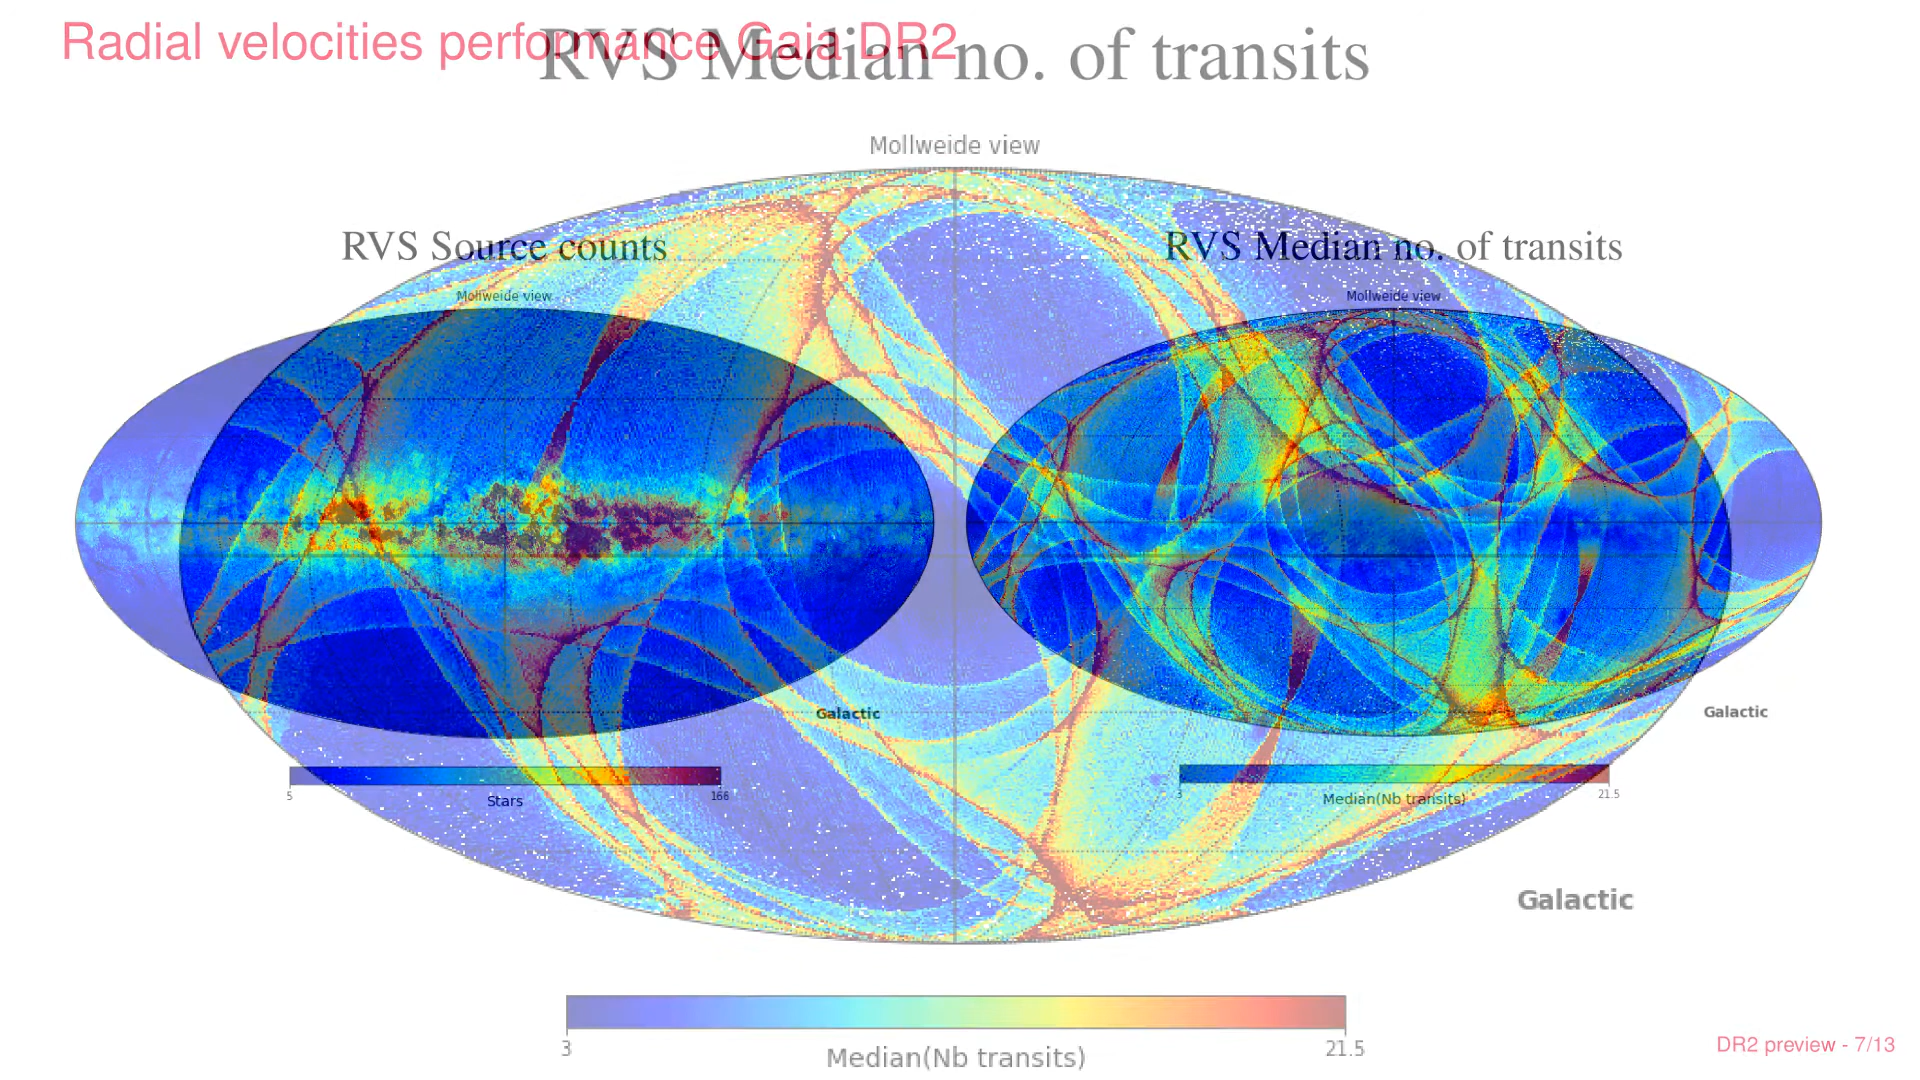 Radial velocities performance Gaia DR2
RVS Median no. of transits
Mollweide view
RVS Source counts
RVS Median no. of transits
Mollweide view
Mollweide view
Galactic
Galactic
5
166
Stars
3
21.5
Median(Nb transits)
Galactic
3
21.5
Median(Nb transits)
DR2 preview - 7/13